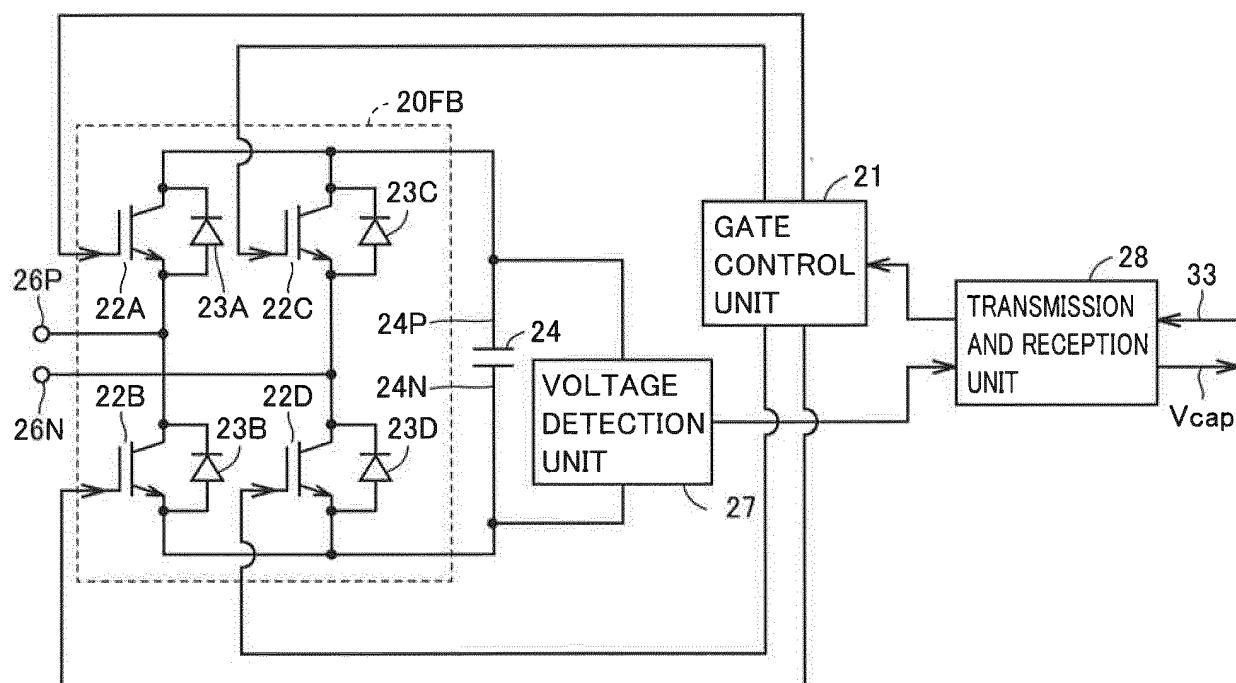 20FB
21
23C
GATE
CONTROL
UNIT
28
33
26P
22A
23A
22C
24P
24
TRANSMISSION
AND RECEPTION
UNIT
24N
VOLTAGE
DETECTION
UNIT
26N
22B
23B
22D
23D
Vcap
27